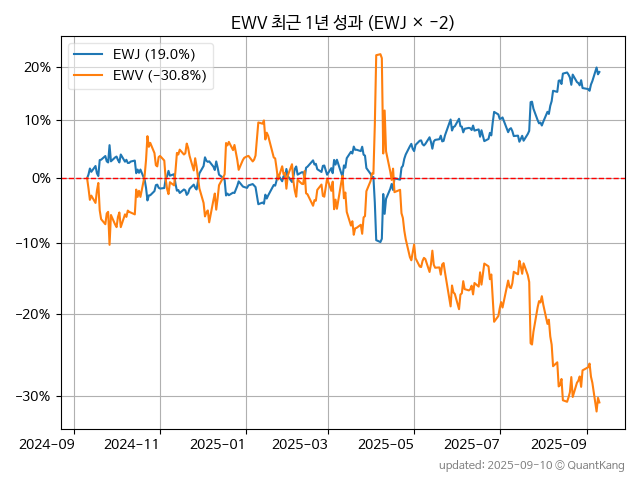 EWV 최근 1년 성과 (EWJ × −2)
EWJ (19.0%)
EWV (−30.8%)
20%
10%
0%
−10%
−20%
−30%
2024-09 2024-11 2025-01 2025-03 2025-05 2025-07 2025-09
updated: 2025-09-10 © QuantKang